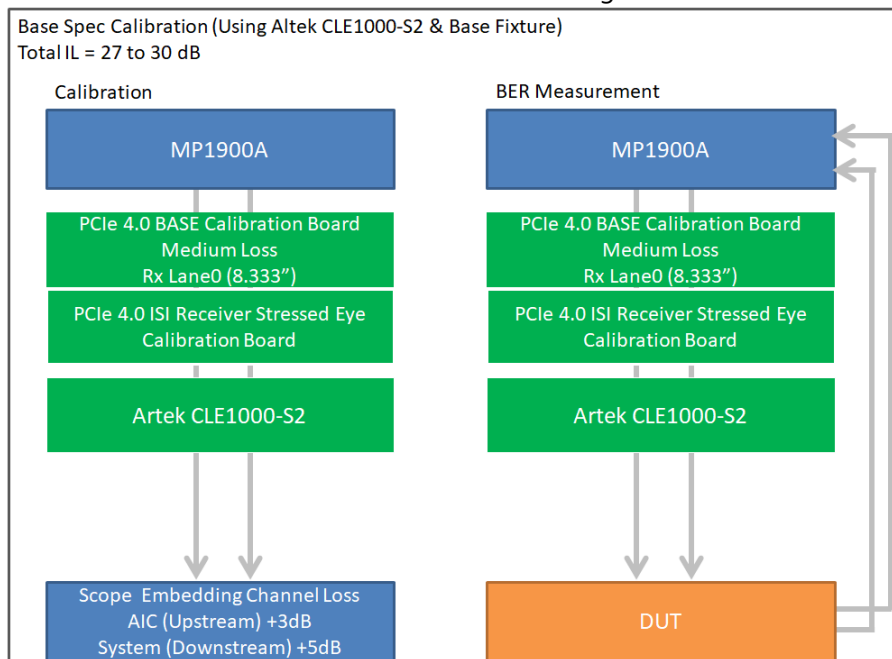 Base Spec Calibration (Using Altek CLE1000-S2 & Base Fixture)
Total IL = 27 to 30 dB
Calibration
MP1900A
PCIe 4.0 BASE Calibration Board
Medium Loss
Rx Lane0 (8.333”)
PCIe 4.0 ISI Receiver Stressed Eye
Calibration Board
Artek CLE1000-S2
Scope Embedding Channel Loss
AIC (Upstream) +3dB
System (Downstream) +5dB
BER Measurement
MP1900A
PCIe 4.0 BASE Calibration Board
Medium Loss
Rx Lane0 (8.333”)
PCIe 4.0 ISI Receiver Stressed Eye
Calibration Board
Artek CLE1000-S2
DUT